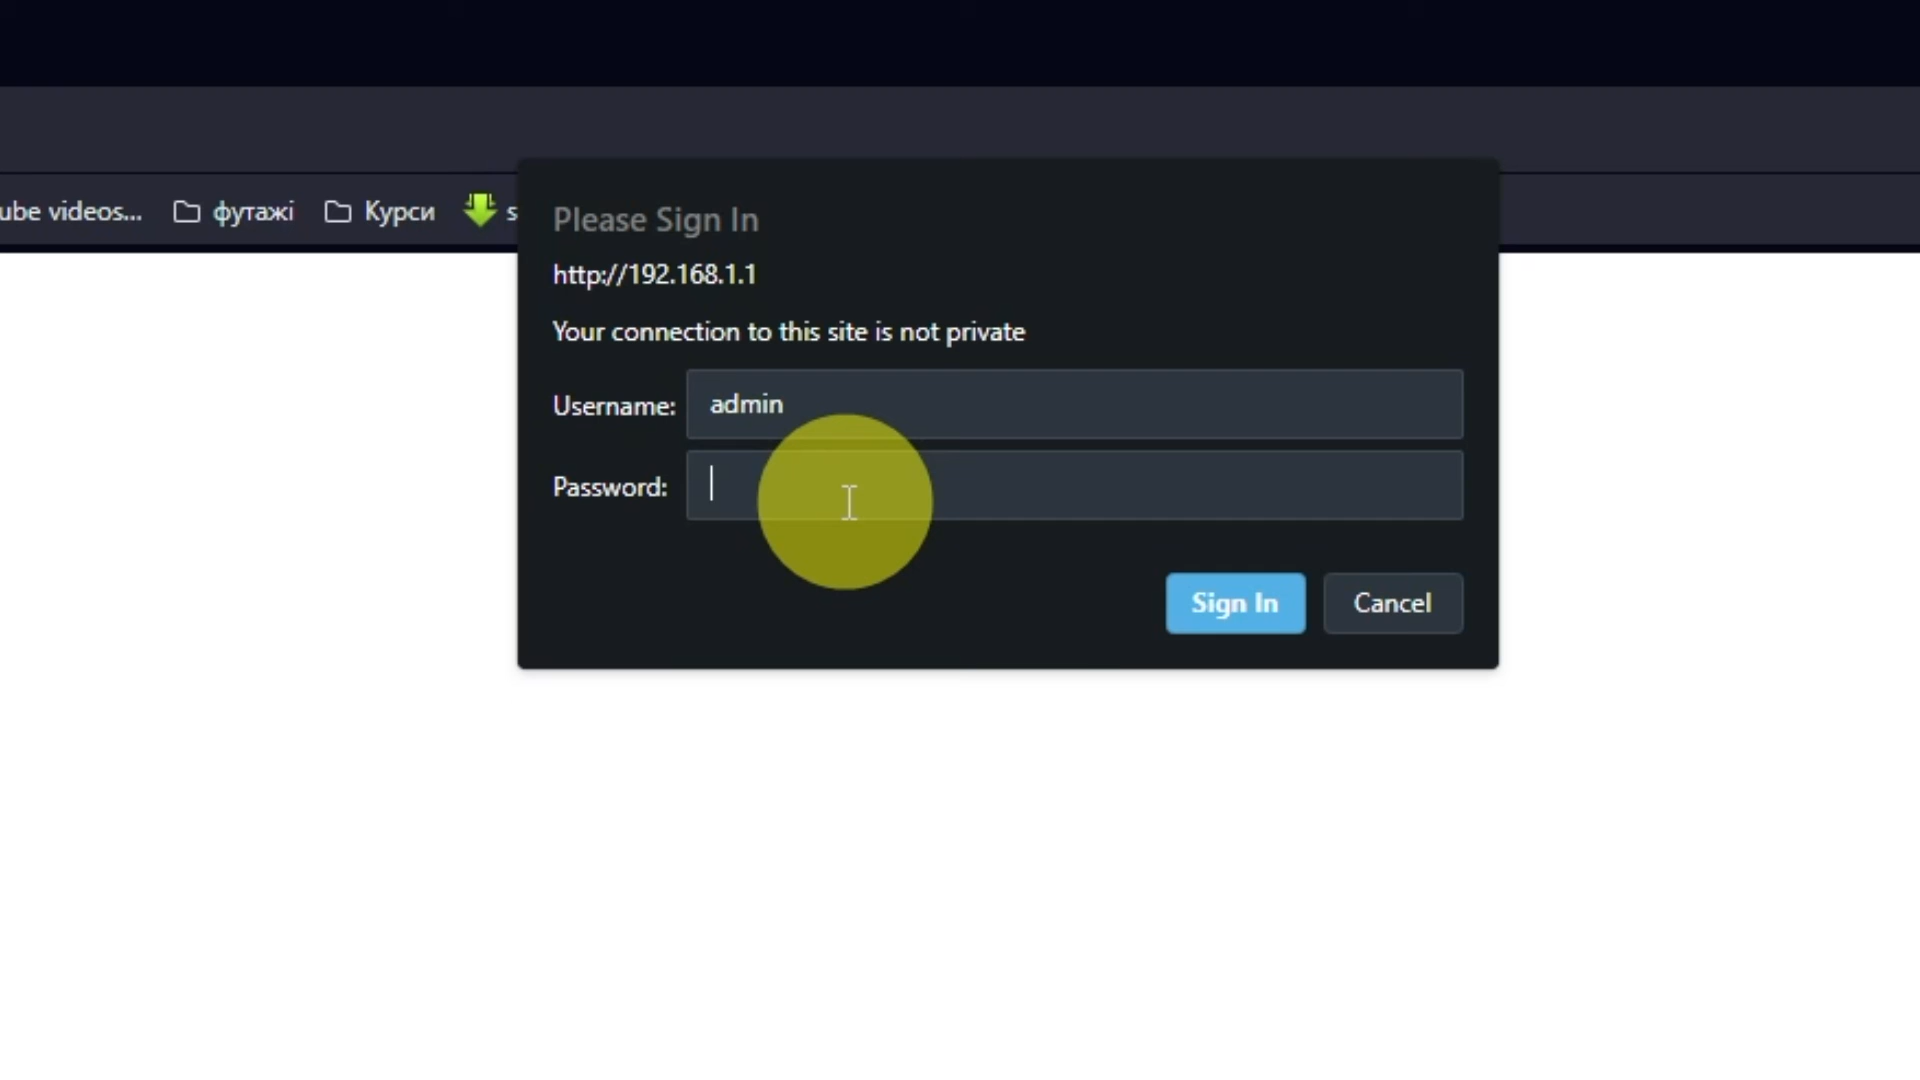 ube videos...
футажі
Курси
s
Please Sign In
http://192.168.1.1
Your connection to this site is not private
Username: admin
Password:
Sign In
Cancel